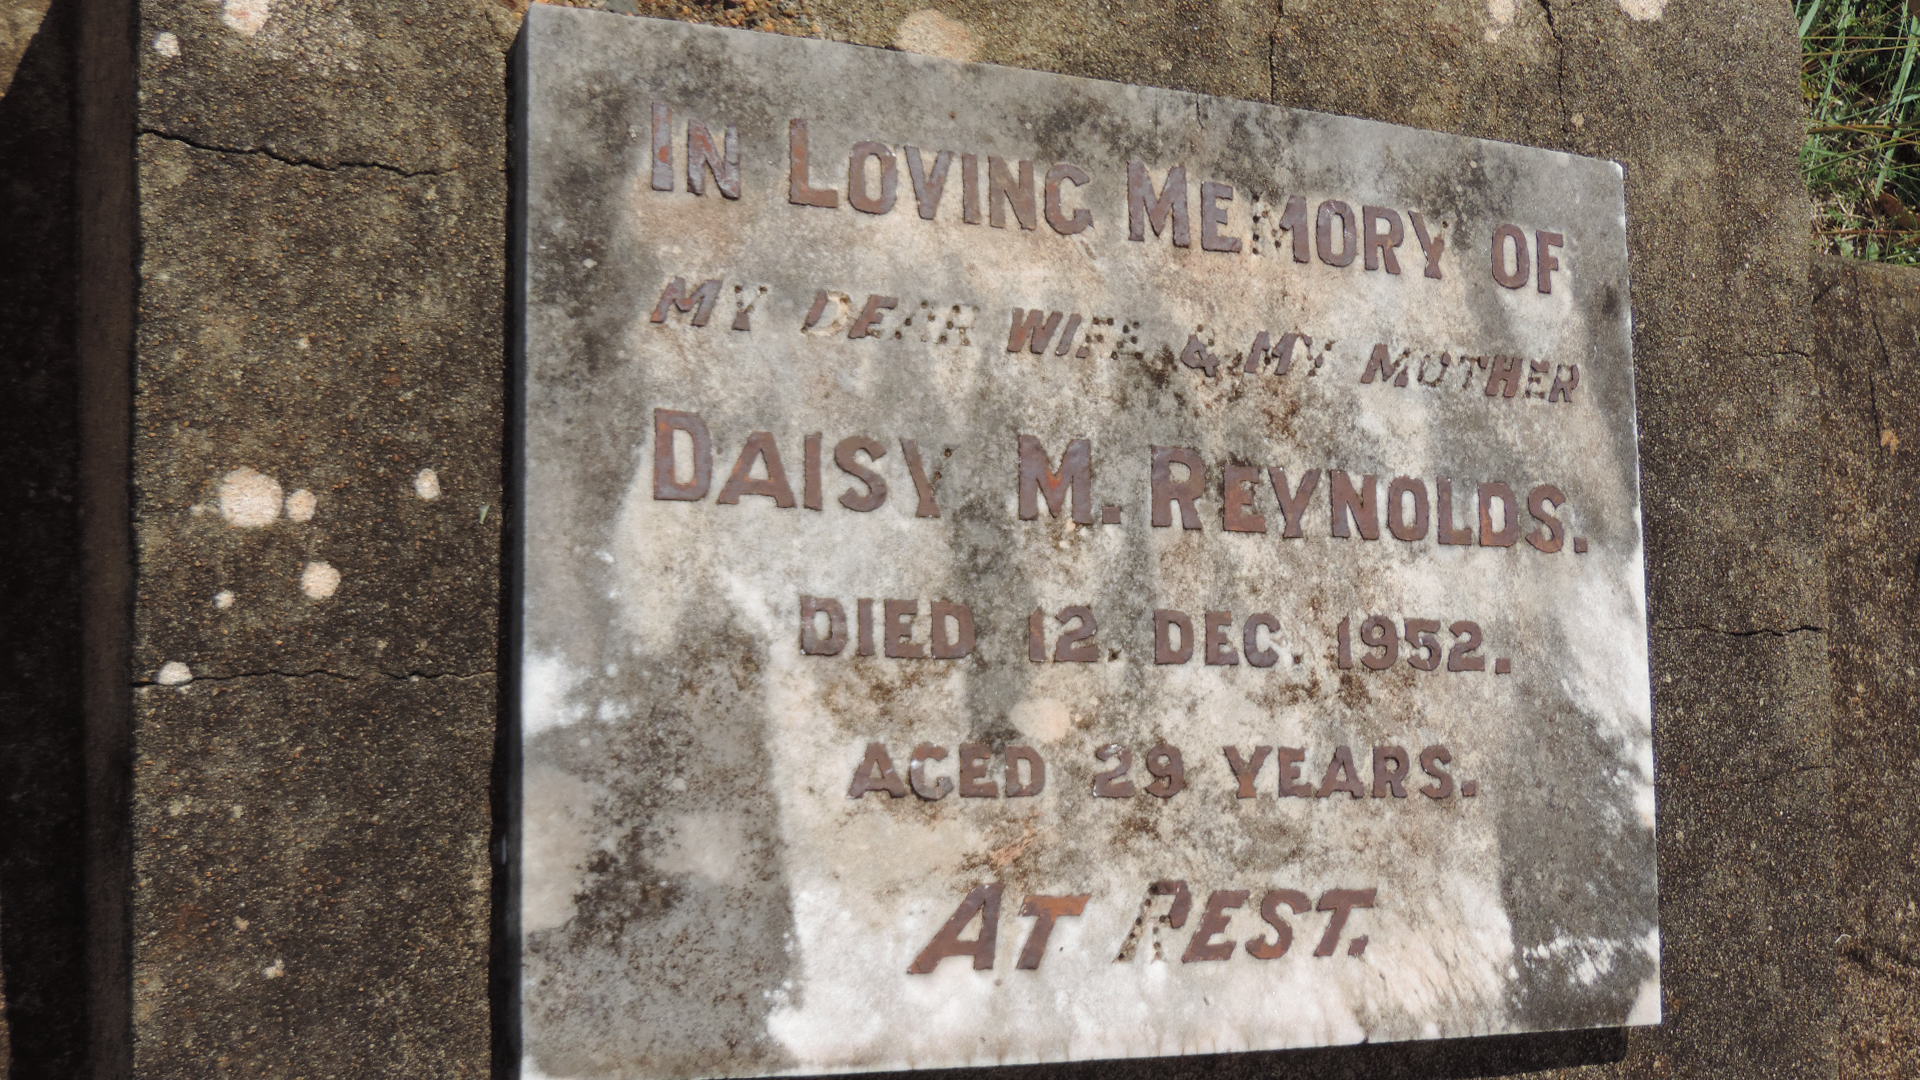 IN LOVING MEMORY OF
MY DEAR WIFE & MY MOTHER
DAISY M. REYNOLDS.
DIED 12. DEC. 1952.
AGED 29 YEARS.
AT REST.